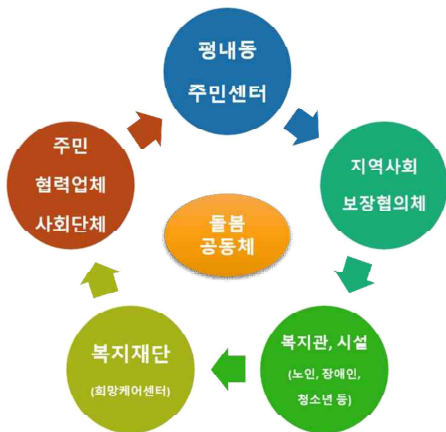 평내동
주민센터
지역사회
보장협의체
복지관, 시설
(노인, 장애인,
청소년 등)
복지재단
(희망케어센터)
주민
협력업체
사회단체
돌봄
공동체